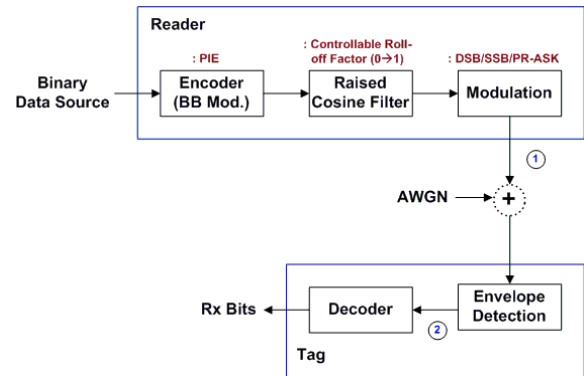 Reader
: PIE
: Controllable Roll-
off Factor (0→1)
: DSB/SSB/PR-ASK
Binary
Data Source
Encoder
(BB Mod.)
Raised
Cosine Filter
Modulation
1
AWGN
+
Rx Bits
Decoder
2
Envelope
Detection
Tag